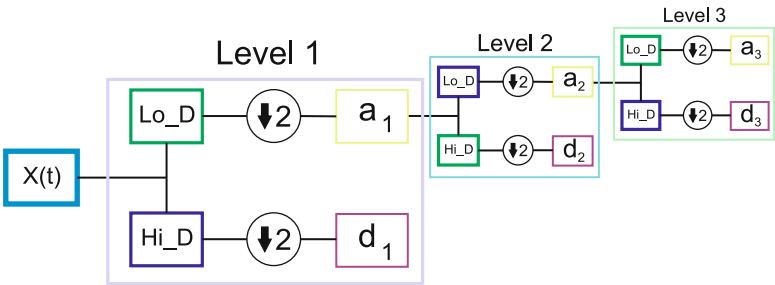 X(t)
Level 1
Lo_D
2
a1
Hi_D
2
d1
Level 2
Lo_D
2
a2
Hi_D
2
d2
Level 3
Lo_D
2
a3
Hi_D
2
d3